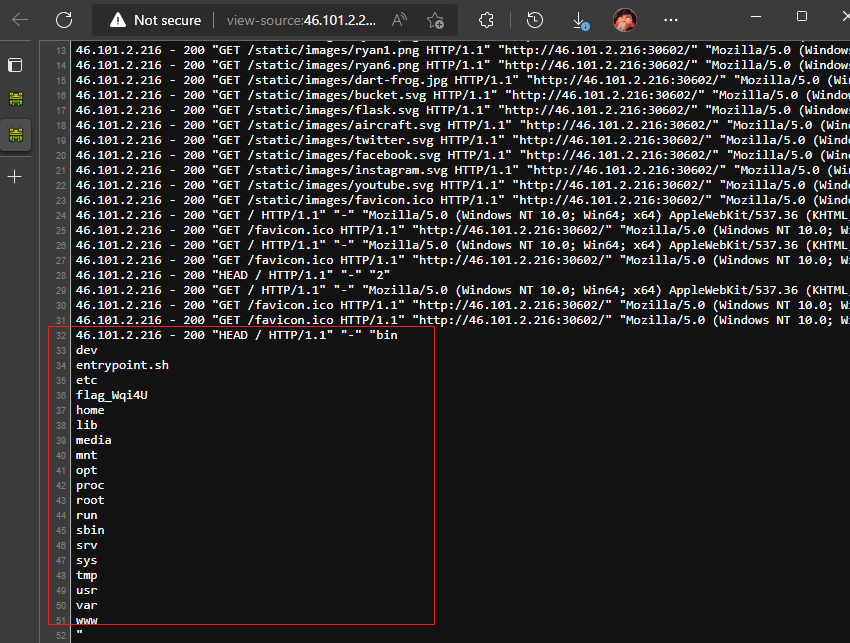 Not secure view-source:46.101.2.2...
13 46.101.2.216 - 200 "GET /static/images/ryan1.png HTTP/1.1" "http://46.101.2.216:30602/" "Mozilla/5.0 (Windows
14 46.101.2.216 - 200 "GET /static/images/ryan6.png HTTP/1.1" "http://46.101.2.216:30602/" "Mozilla/5.0 (Windows
15 46.101.2.216 - 200 "GET /static/images/dart-frog.jpg HTTP/1.1" "http://46.101.2.216:30602/" "Mozilla/5.0 (Win
16 46.101.2.216 - 200 "GET /static/images/bucket.svg HTTP/1.1" "http://46.101.2.216:30602/" "Mozilla/5.0 (Window
17 46.101.2.216 - 200 "GET /static/images/flask.svg HTTP/1.1" "http://46.101.2.216:30602/" "Mozilla/5.0 (Windows
18 46.101.2.216 - 200 "GET /static/images/aircraft.svg HTTP/1.1" "http://46.101.2.216:30602/" "Mozilla/5.0 (Wind
19 46.101.2.216 - 200 "GET /static/images/twitter.svg HTTP/1.1" "http://46.101.2.216:30602/" "Mozilla/5.0 (Windo
20 46.101.2.216 - 200 "GET /static/images/facebook.svg HTTP/1.1" "http://46.101.2.216:30602/" "Mozilla/5.0 (Wind
21 46.101.2.216 - 200 "GET /static/images/instagram.svg HTTP/1.1" "http://46.101.2.216:30602/" "Mozilla/5.0 (Win
22 46.101.2.216 - 200 "GET /static/images/youtube.svg HTTP/1.1" "http://46.101.2.216:30602/" "Mozilla/5.0 (Windo
23 46.101.2.216 - 200 "GET /static/images/favicon.ico HTTP/1.1" "http://46.101.2.216:30602/" "Mozilla/5.0 (Windo
24 46.101.2.216 - 200 "GET / HTTP/1.1" "-" "Mozilla/5.0 (Windows NT 10.0; Win64; x64) AppleWebKit/537.36 (KHTML,
25 46.101.2.216 - 200 "GET /favicon.ico HTTP/1.1" "http://46.101.2.216:30602/" "Mozilla/5.0 (Windows NT 10.0; Wi
26 46.101.2.216 - 200 "GET / HTTP/1.1" "-" "Mozilla/5.0 (Windows NT 10.0; Win64; x64) AppleWebKit/537.36 (KHTML,
27 46.101.2.216 - 200 "GET /favicon.ico HTTP/1.1" "http://46.101.2.216:30602/" "Mozilla/5.0 (Windows NT 10.0; Wi
28 46.101.2.216 - 200 "HEAD / HTTP/1.1" "-" "2"
29 46.101.2.216 - 200 "GET / HTTP/1.1" "-" "Mozilla/5.0 (Windows NT 10.0; Win64; x64) AppleWebKit/537.36 (KHTML,
30 46.101.2.216 - 200 "GET /favicon.ico HTTP/1.1" "http://46.101.2.216:30602/" "Mozilla/5.0 (Windows NT 10.0; Wi
31 46.101.2.216 - 200 "GET /favicon.ico HTTP/1.1" "http://46.101.2.216:30602/" "Mozilla/5.0 (Windows NT 10.0; Wi
32 46.101.2.216 - 200 "HEAD / HTTP/1.1" "-" "bin
33 dev
34 entrypoint.sh
35 etc
36 flag_Wqi4U
37 home
38 lib
39 media
40 mnt
41 opt
42 proc
43 root
44 run
45 sbin
46 srv
47 sys
48 tmp
49 usr
50 var
51 www
52 "